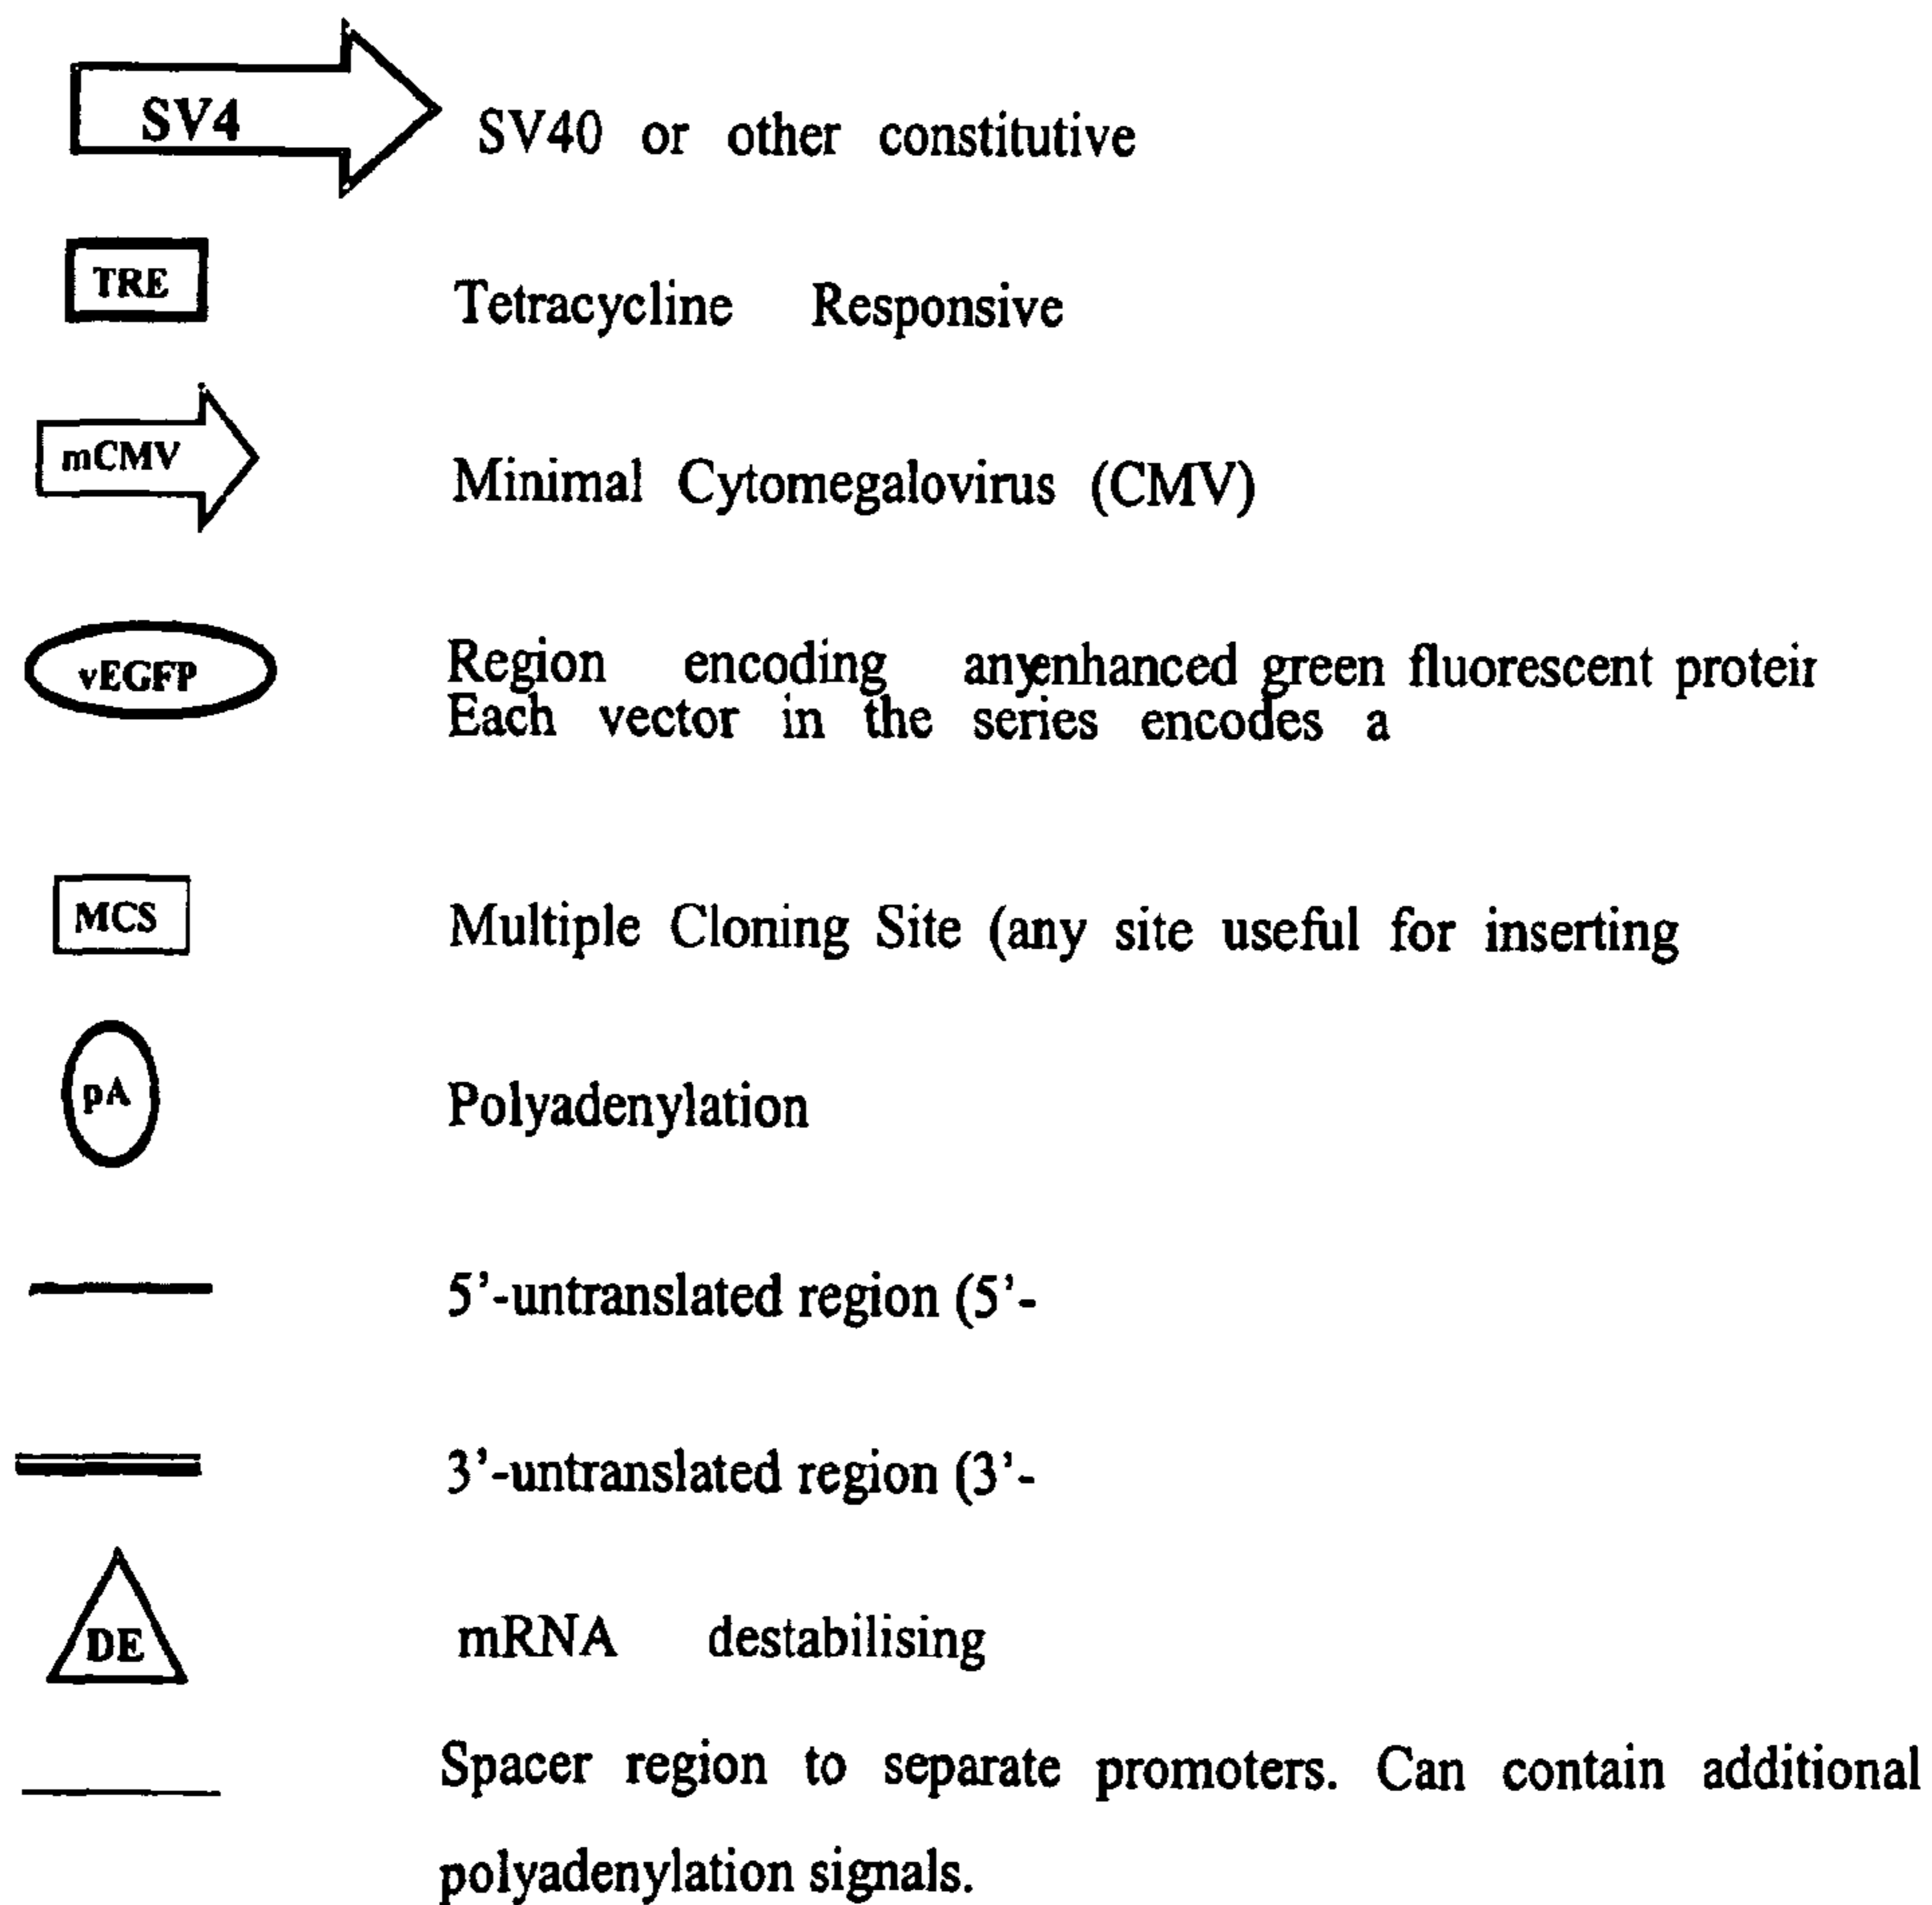 SV4 SV40 or other constitutive
TRE Tetracycline Responsive
mCMV Minimal Cytomegalovirus (CMV)
vEGFP Region encoding anyenhanced green fluorescent protein
Each vector in the series encodes a
MCS Multiple Cloning Site (any site useful for inserting
pA Polyadenylation
5'-untranslated region (5'-
3'-untranslated region (3'-
DE mRNA destabilising
Spacer region to separate promoters. Can contain additional
polyadenylation signals.